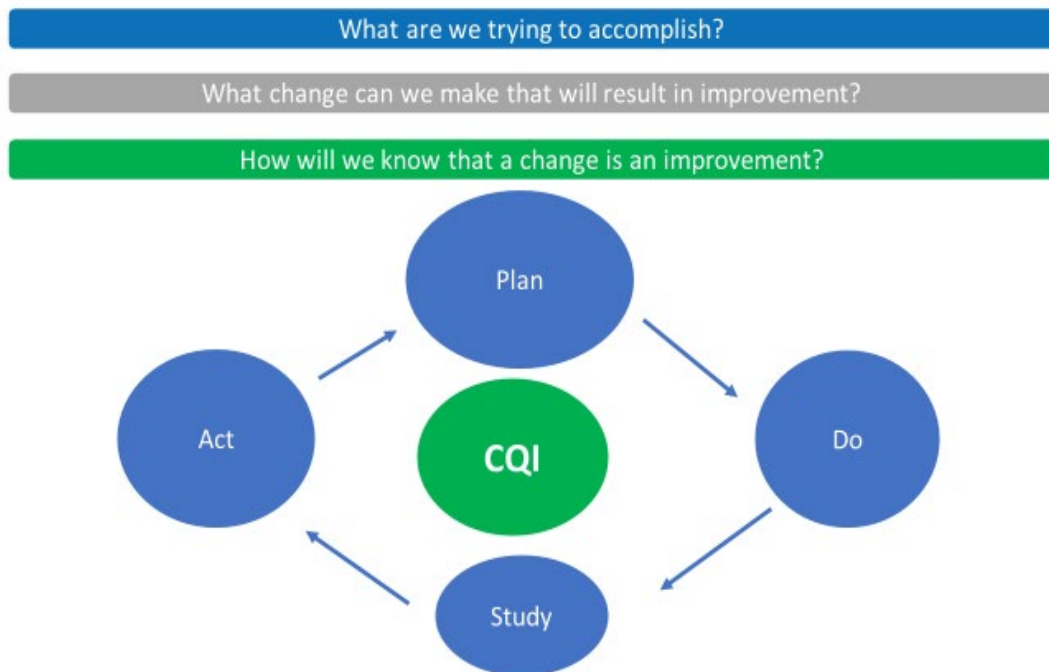 What are we trying to accomplish?
What change can we make that will result in improvement?
How will we know that a change is an improvement?
Plan
Act
CQI
Do
Study